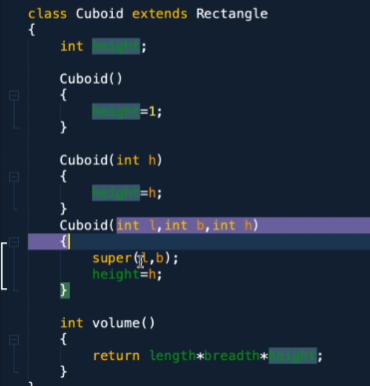 class Cuboid extends Rectangle
{
    int height;
    Cuboid()
    {
        height=1;
    }
    Cuboid(int h)
    {
        height=h;
    }
    Cuboid(int l,int b,int h)
    {
        super(l,b);
        height=h;
    }
    int volume()
    {
        return length*breadth*height;
    }
}